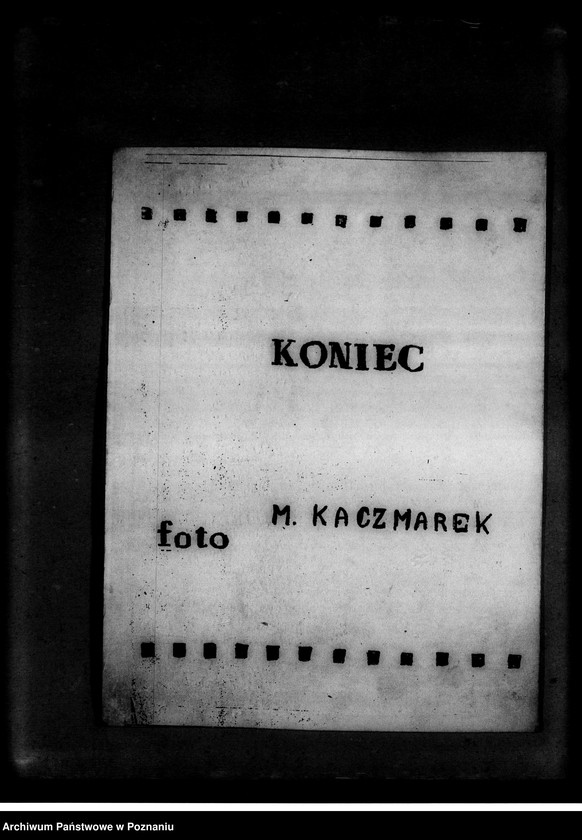 KONIEC
foto M. KACZMAREK
Archiwum Państwowe w Poznaniu